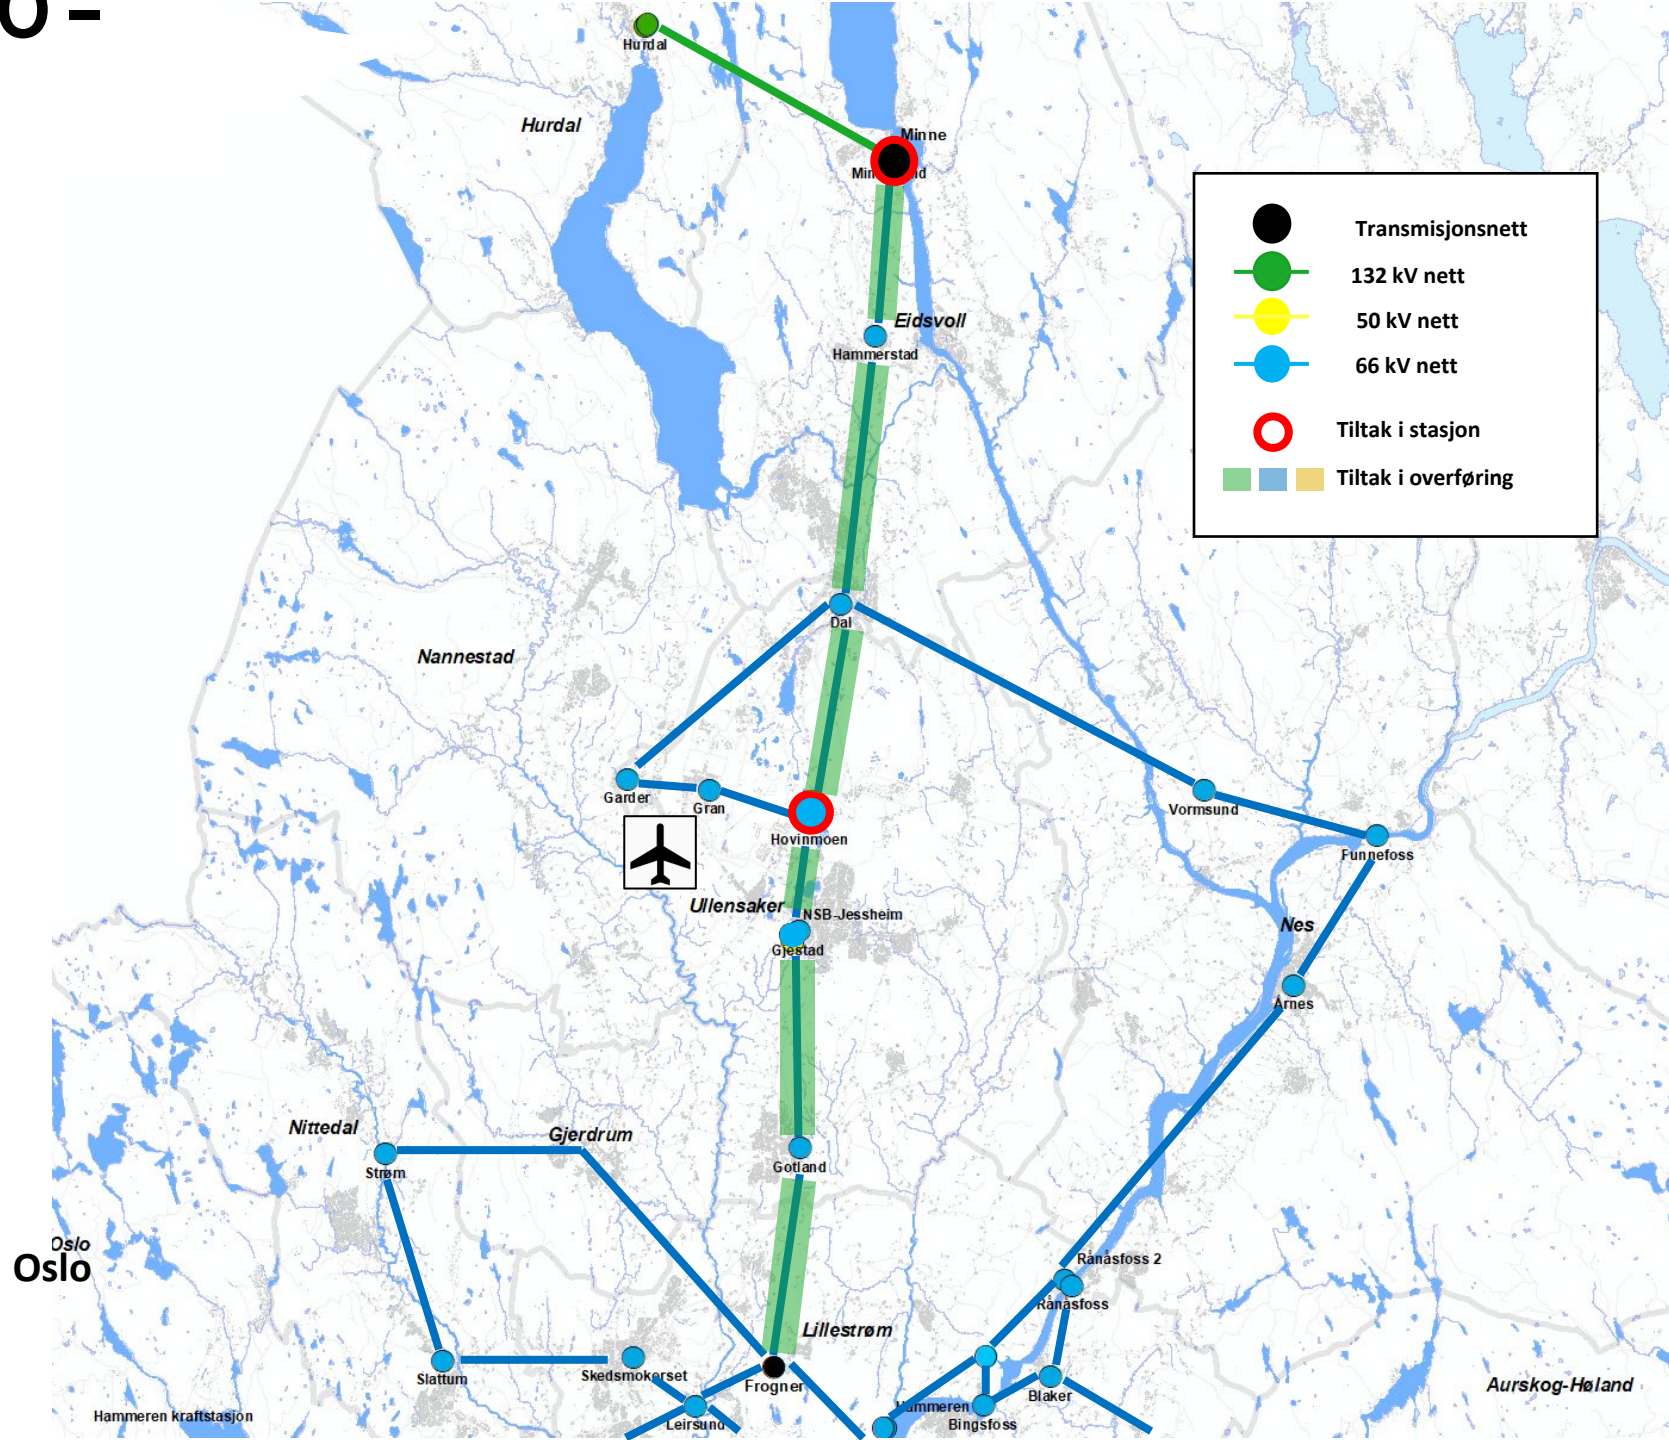 O –
Hurdal
Hurdal
Minne
Transmisjonsnett
132 kV nett
50 kV nett
66 kV nett
Tiltak i stasjon
Tiltak i overføring
Eidsvoll
Hammerstad
Dal
Nannestad
Garder
Gran
Vormsund
Hovinmoen
Funnefoss
Ullensaker
NSB-Jessheim
Gjestad
Nes
Årnes
Nittedal
Gjerdrum
Strøm
Gotland
Oslo
Oslo
Rånåsfoss 2
Rånåsfoss
Lillestrøm
Slattum
Skedsmokorset
Frogner
Blaker
Aurskog-Høland
Hammeren
Hammeren kraftstasjon
Leirsund
Bingsfoss